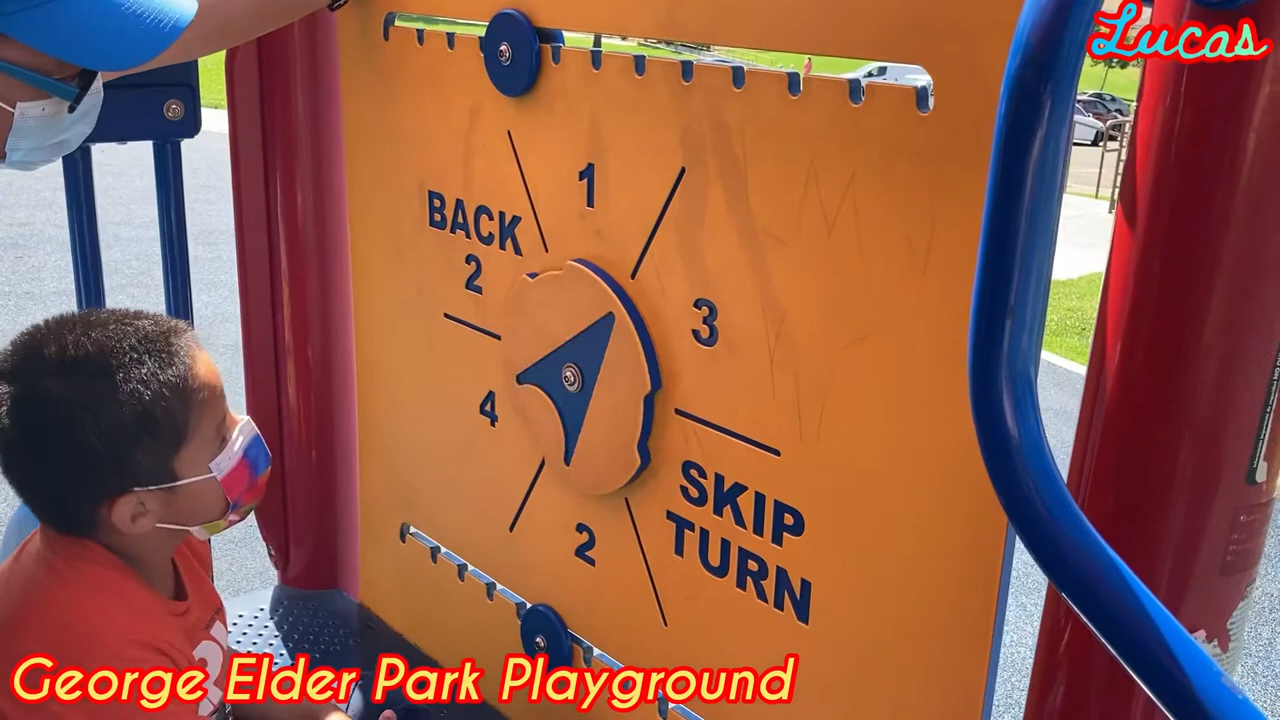 Lucas
1
BACK
2
3
4
SKIP
TURN
2
George Elder Park Playground